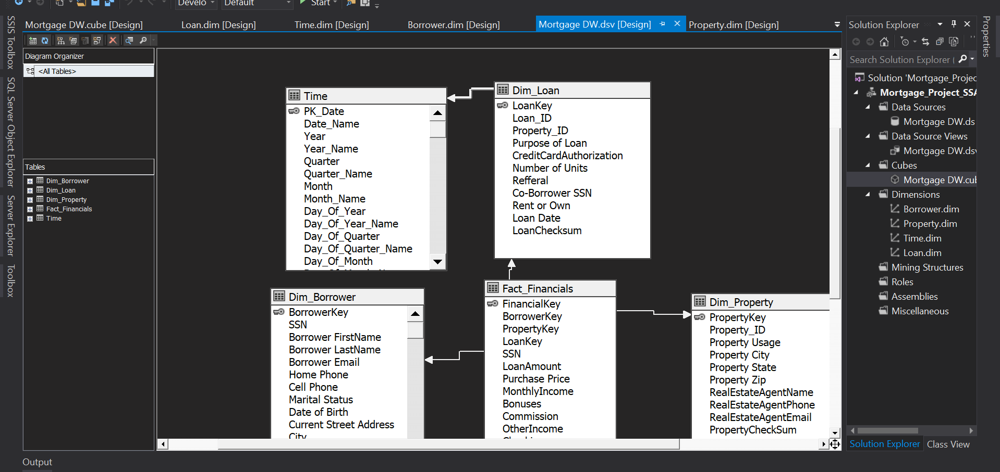 Develo
Default
Start
Mortgage DW.cube [Design]
Loan.dim [Design]
Time.dim [Design]
Borrower.dim [Design]
Mortgage DW.dsv [Design]
Property.dim [Design]
SSIS Toolbox
SQL Server Object Explorer
Server Explorer
Toolbox
Diagram Organizer
<All Tables>
Tables
Dim_Borrower
Dim_Loan
Dim_Property
Fact_Financials
Time
Time
PK_Date
Date_Name
Year
Year_Name
Quarter
Quarter_Name
Month
Month_Name
Day_Of_Year
Day_Of_Year_Name
Day_Of_Quarter
Day_Of_Quarter_Name
Day_Of_Month
Dim_Loan
LoanKey
Loan_ID
Property_ID
Purpose of Loan
CreditCardAuthorization
Number of Units
Refferal
Co-Borrower SSN
Rent or Own
Loan Date
LoanChecksum
Dim_Borrower
BorrowerKey
SSN
Borrower FirstName
Borrower LastName
Borrower Email
Home Phone
Cell Phone
Marital Status
Date of Birth
Current Street Address
City
Fact_Financials
FinancialKey
BorrowerKey
PropertyKey
LoanKey
SSN
LoanAmount
Purchase Price
MonthlyIncome
Bonuses
Commission
OtherIncome
Dim_Property
PropertyKey
Property_ID
Property Usage
Property City
Property State
Property Zip
RealEstateAgentName
RealEstateAgentPhone
RealEstateAgentEmail
PropertyCheckSum
Solution Explorer
Search Solution Explorer (
Solution 'Mortgage_Projec
Mortgage_Project_SSA
Data Sources
Mortgage DW.ds
Data Source Views
Mortgage DW.dsv
Cubes
Mortgage DW.cub
Dimensions
Borrower.dim
Property.dim
Time.dim
Loan.dim
Mining Structures
Roles
Assemblies
Miscellaneous
Solution Explorer
Class View
Properties
Output